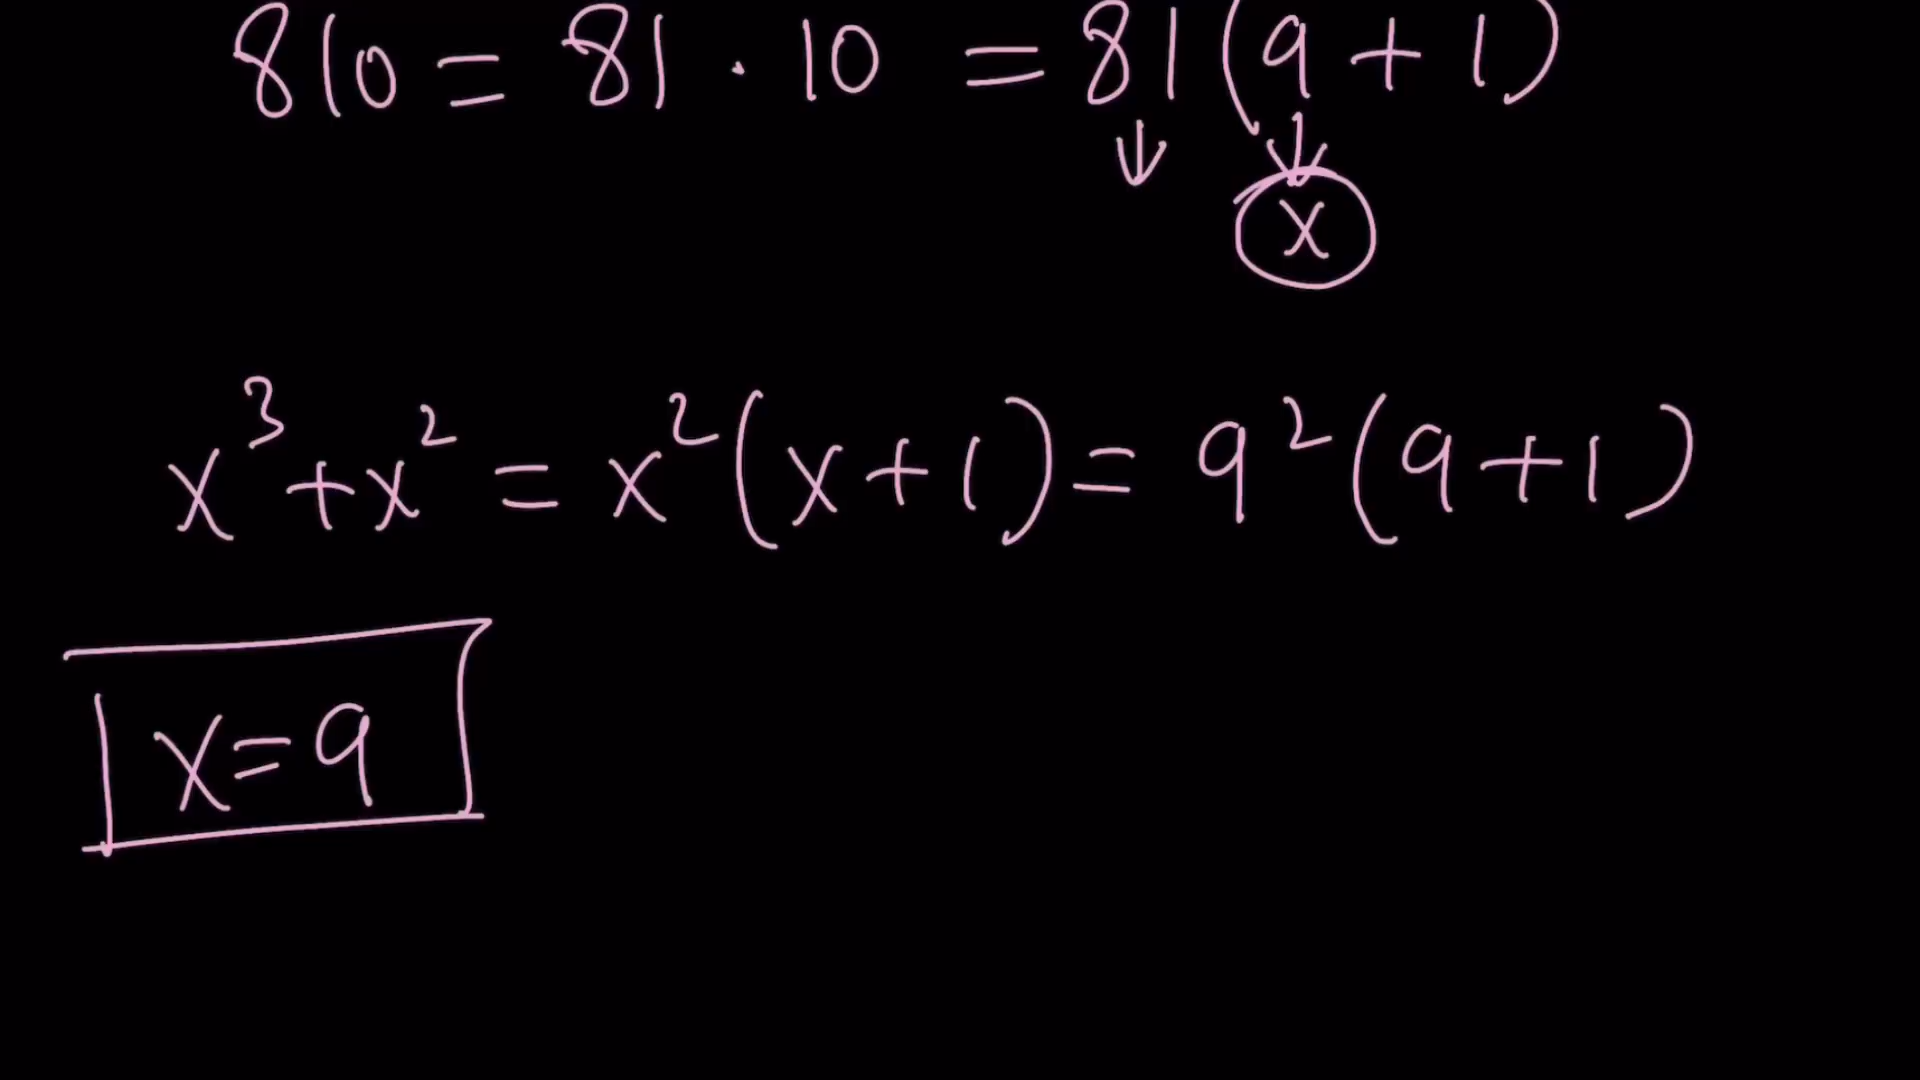 810 = 81 · 10 = 81 (9 + 1)
↓ ↓
x
x³ + x² = x² (x + 1) = 9² (9 + 1)
x = 9